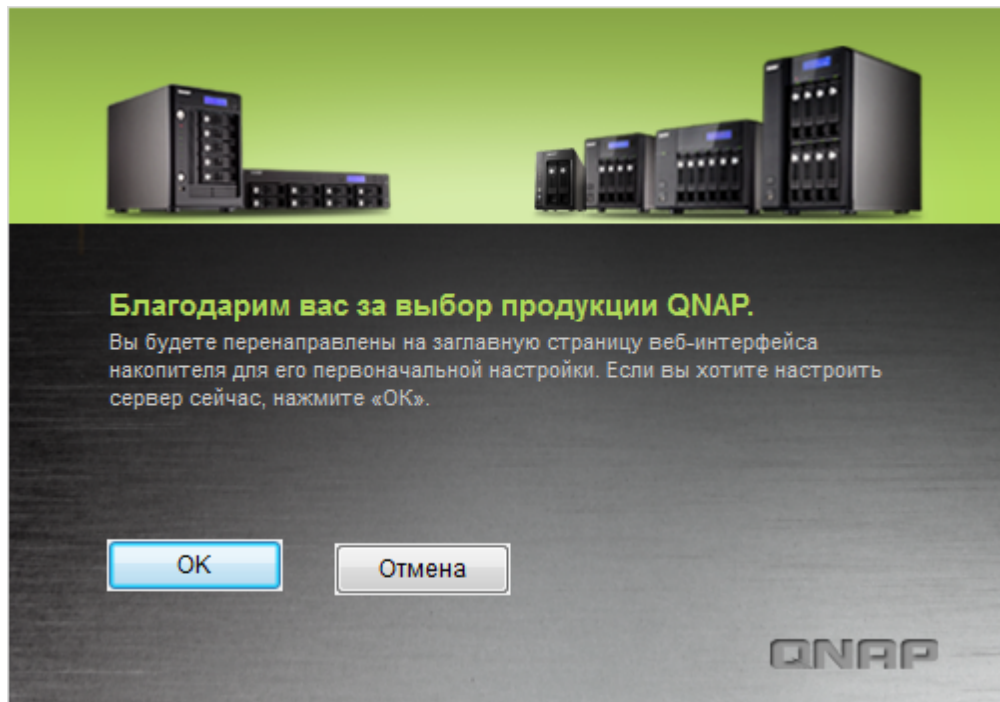 Благодарим вас за выбор продукции QNAP.
Вы будете перенаправлены на заглавную страницу веб-интерфейса
накопителя для его первоначальной настройки. Если вы хотите настроить
сервер сейчас, нажмите «ОК».
OK
Отмена
QNAP